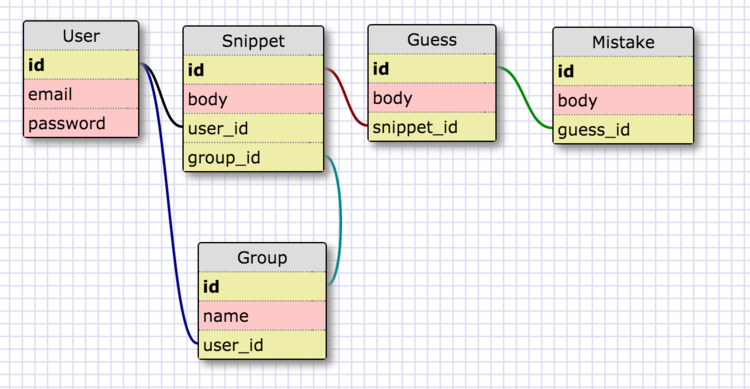 User
id
email
password
Snippet
id
body
user_id
group_id
Guess
id
body
snippet_id
Mistake
id
body
guess_id
Group
id
name
user_id